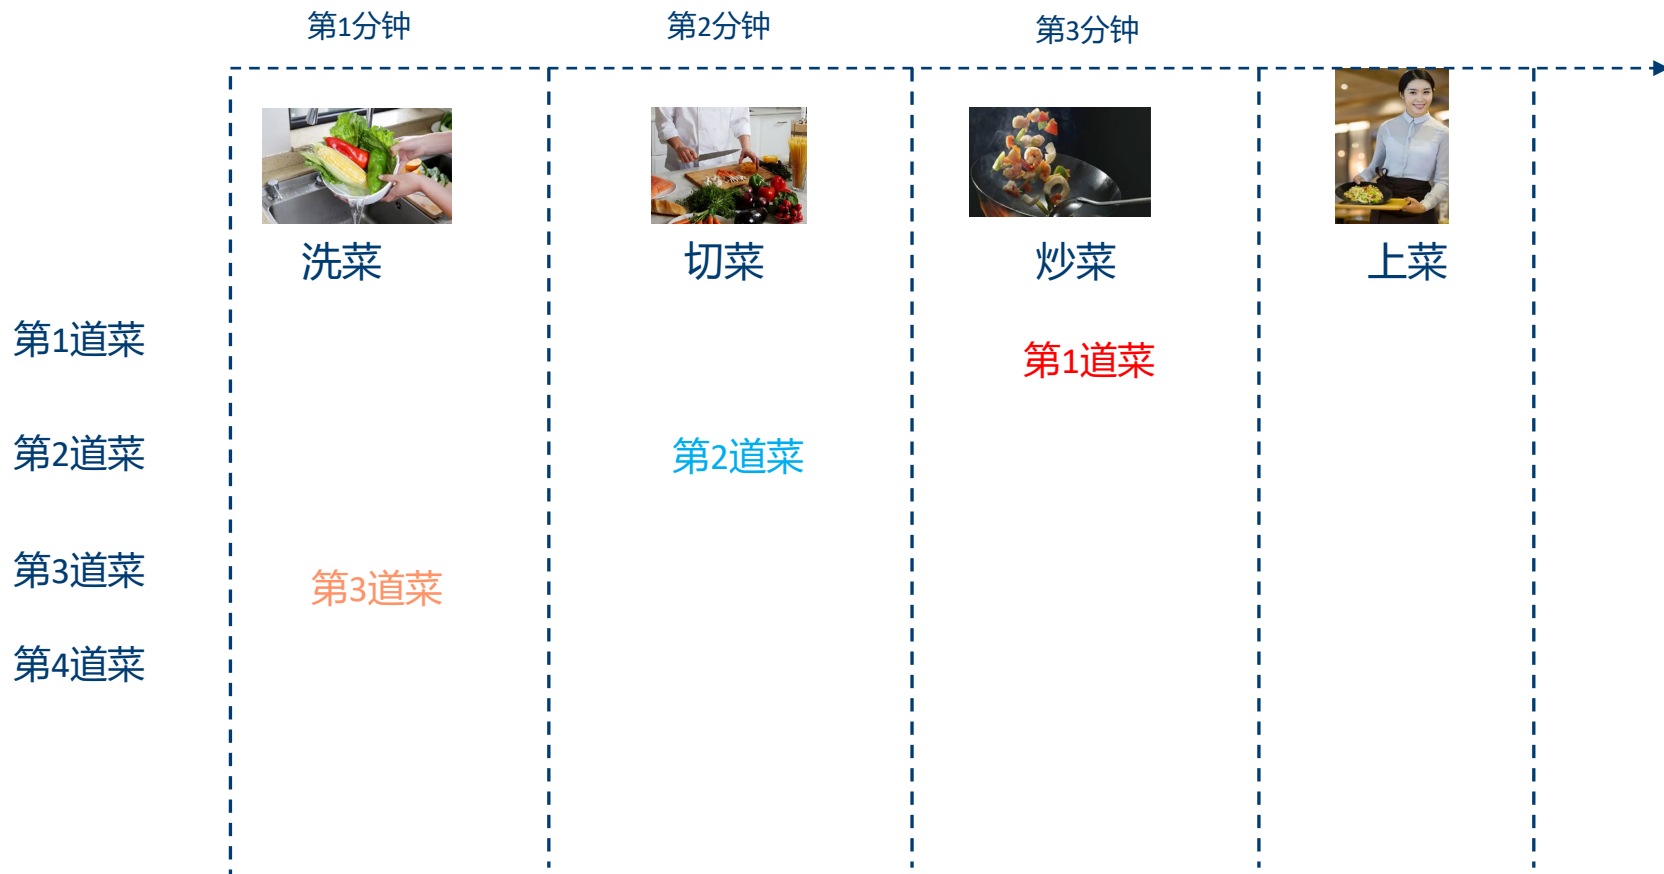 第1分钟
第2分钟
第3分钟
洗菜
切菜
炒菜
上菜
第1道菜
第1道菜
第2道菜
第2道菜
第3道菜
第3道菜
第4道菜